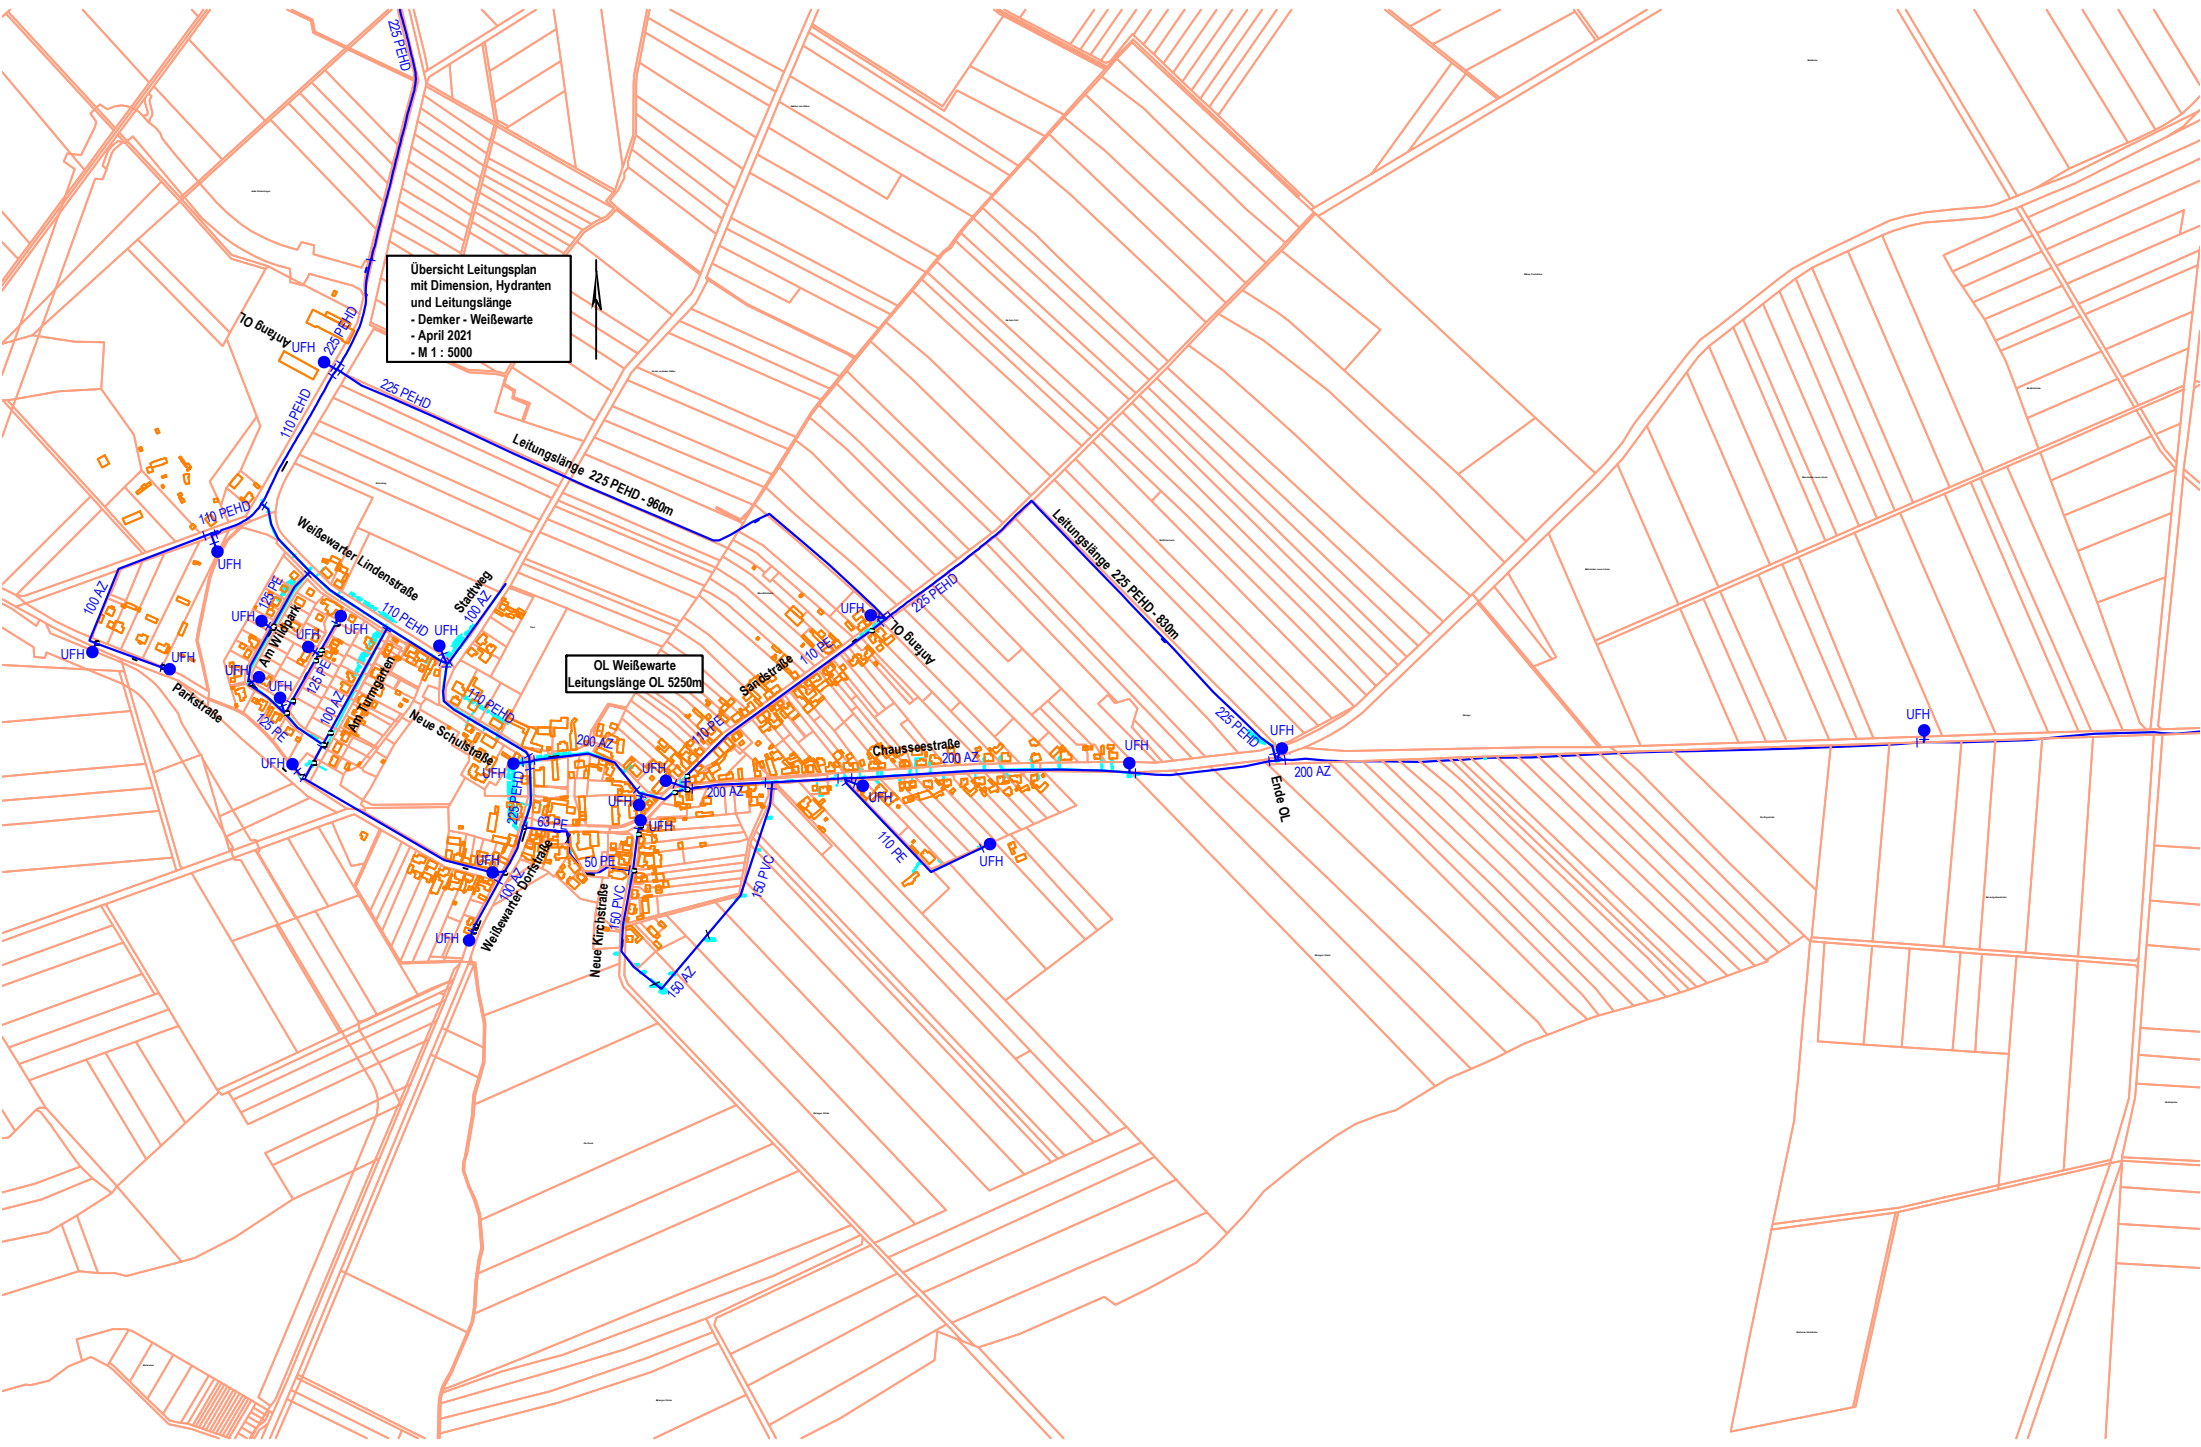 225 PEHD
Übersicht Leitungsplan
mit Dimension, Hydranten
und Leitungslänge
- Demker - Weißewarte
- April 2021
- M 1 : 5000
Anfang OL
UFH
225 PEHD
225 PEHD
110 PEHD
Leitungslänge 225 PEHD - 960m
110 PEHD
UFH
Weißewarter Lindenstraße
Stadtweg
100 AZ
110 PEHD
UFH
100 AZ
125 PE
UFH
Am Wildpark
UFH
UFH
UFH
UFH
UFH
UFH
125 PE
125 PE
100 AZ
Am Turmgarten
Parkstraße
UFH
OL Weißewarte
Leitungslänge OL 5250m
110 PEHD
Neue Schulstraße
UFH
200 AZ
225 PEHD
63 PE
50 PE
UFH
100 AZ
Weißewarter Dorfstraße
UFH
Neue Kirchstraße
150 PVC
150 AZ
150 PVC
UFH
UFH
UFH
110 PE
Sandstraße
110 PE
UFH
Anfang OL
225 PEHD
Leitungslänge 225 PEHD - 830m
225 PEHD
UFH
Chausseestraße
200 AZ
200 AZ
UFH
UFH
110 PE
UFH
Ende OL
200 AZ
UFH